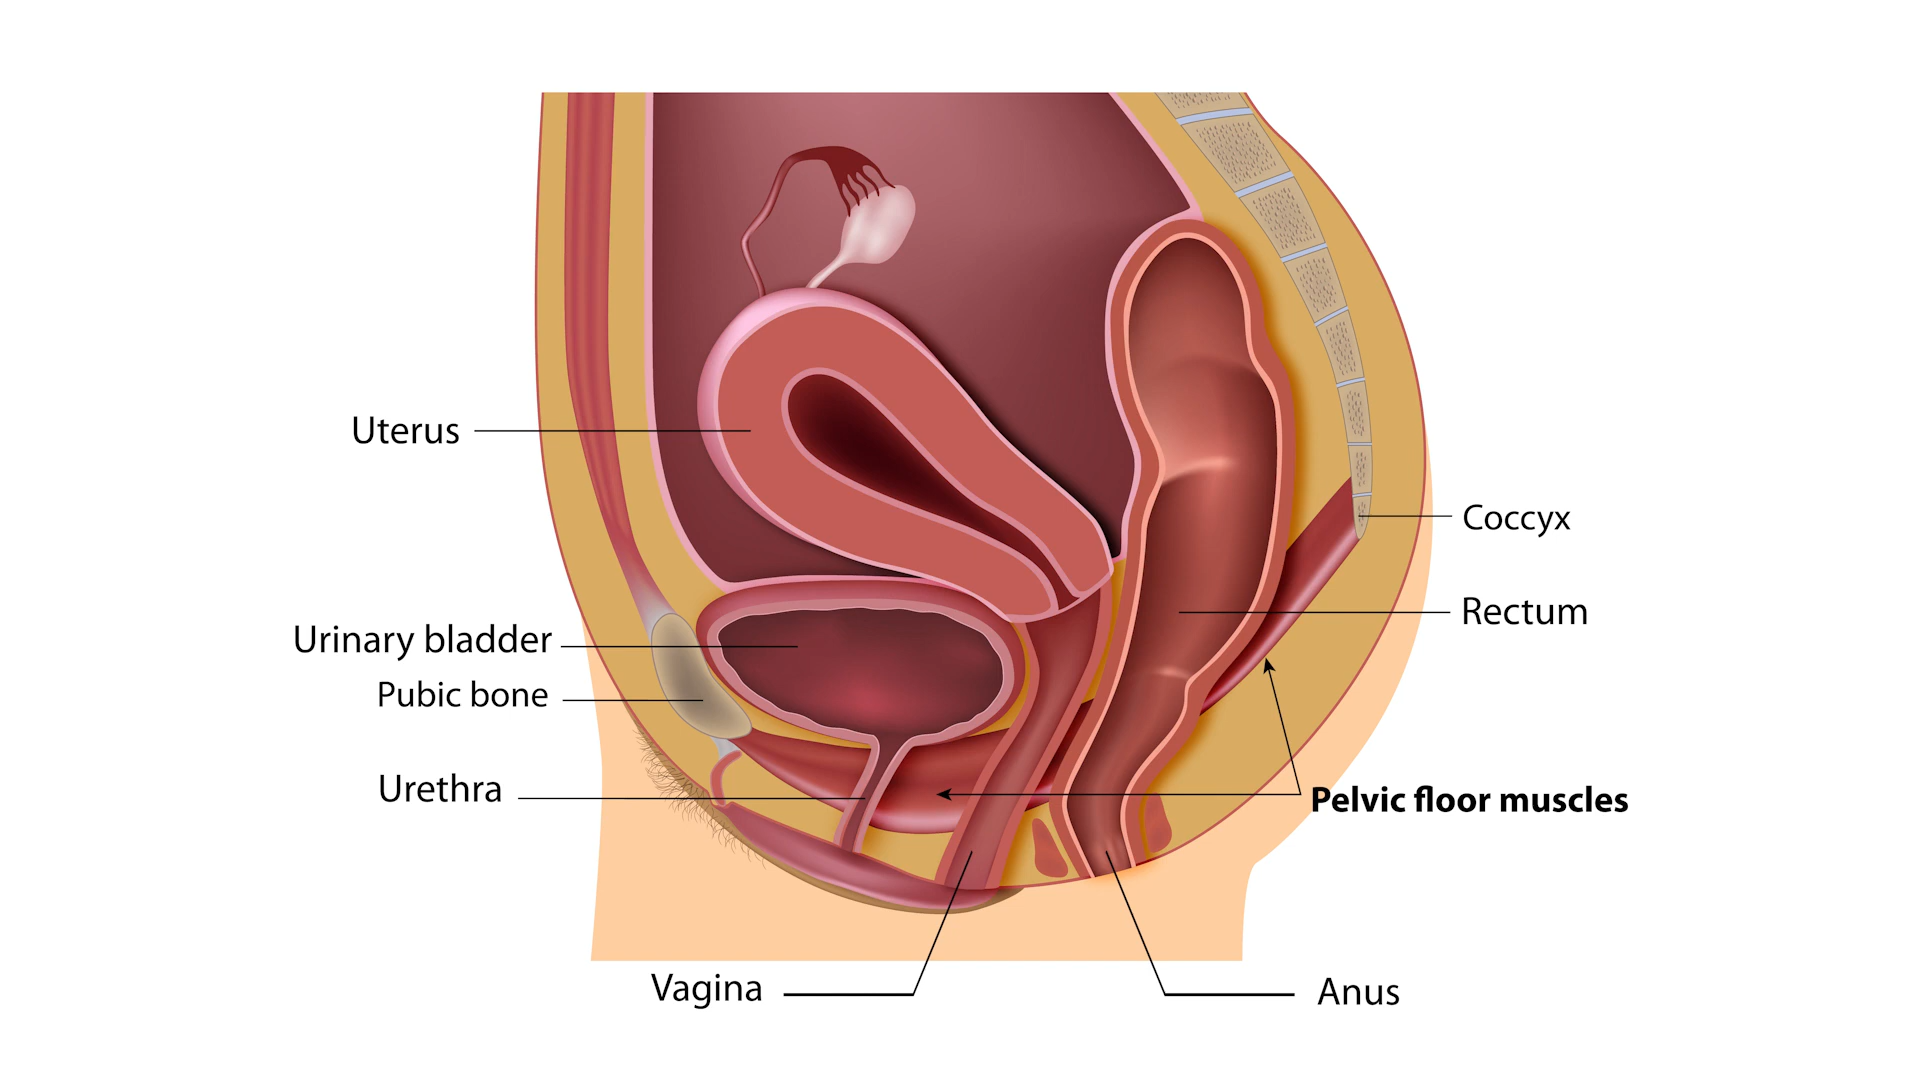 Uterus
Coccyx
Rectum
Urinary bladder
Pubic bone
Urethra
Pelvic floor muscles
Vagina
Anus